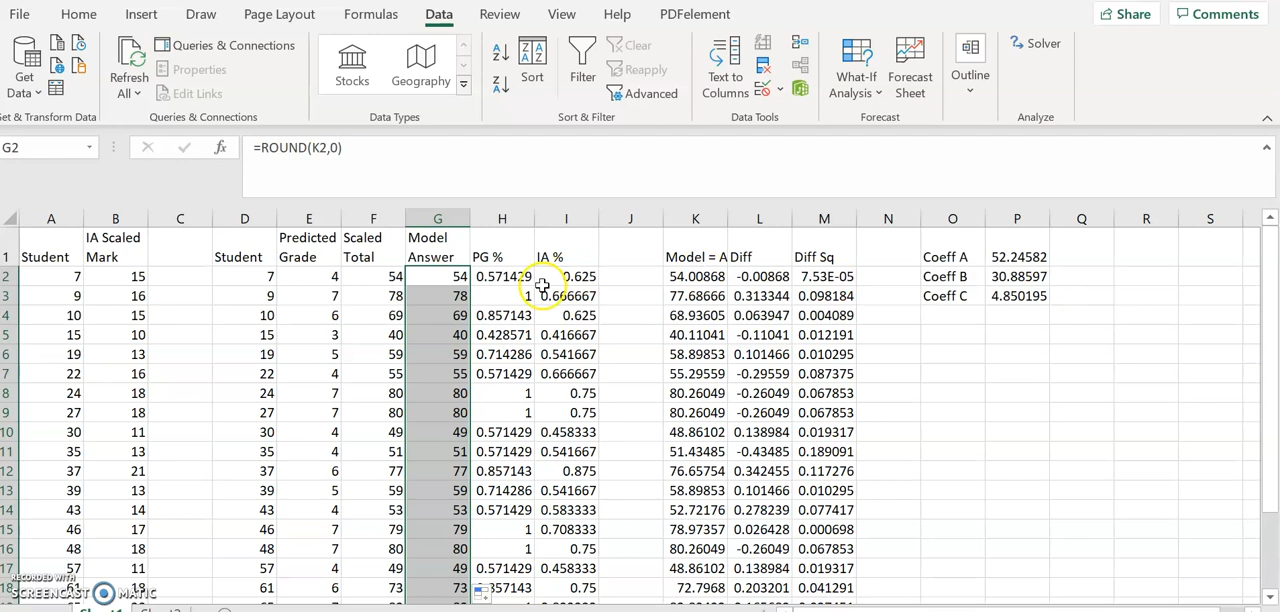 File Home Insert Draw Page Layout Formulas Data Review View Help PDFelement Share Comments
Get Data Refresh All Queries & Connections Properties Edit Links Stocks Geography Sort Filter Clear Reapply Advanced Text to Columns What-If Analysis Forecast Sheet Outline Solver
Get & Transform Data Queries & Connections Data Types Sort & Filter Data Tools Forecast Analyze
G2 fx =ROUND(K2,0)
A B C D E F G H I J K L M N O P Q R S
1 Student IA Scaled Mark Student Predicted Grade Scaled Total Model Answer PG % IA % Model = A Diff Diff Sq Coeff A 52.24582
2 7 15 7 4 54 54 0.571429 0.625 54.00868 -0.00868 7.53E-05 Coeff B 30.88597
3 9 16 9 7 78 78 1 0.666667 77.68666 0.313344 0.098184 Coeff C 4.850195
4 10 15 10 6 69 69 0.857143 0.625 68.93605 0.063947 0.004089
5 15 10 15 3 40 40 0.428571 0.416667 40.11041 -0.11041 0.012191
6 19 13 19 5 59 59 0.714286 0.541667 58.89853 0.101466 0.010295
7 22 16 22 4 55 55 0.571429 0.666667 55.29559 -0.29559 0.087375
8 24 18 24 7 80 80 1 0.75 80.26049 -0.26049 0.067853
9 27 18 27 7 80 80 1 0.75 80.26049 -0.26049 0.067853
10 30 11 30 4 49 49 0.571429 0.458333 48.86102 0.138984 0.019317
11 35 13 35 4 51 51 0.571429 0.541667 51.43485 -0.43485 0.189091
12 37 21 37 6 77 77 0.857143 0.875 76.65754 0.342455 0.117276
13 39 13 39 5 59 59 0.714286 0.541667 58.89853 0.101466 0.010295
14 43 14 43 4 53 53 0.571429 0.583333 52.72176 0.278239 0.077417
15 46 17 46 7 79 79 1 0.708333 78.97357 0.026428 0.000698
16 48 18 48 7 80 80 1 0.75 80.26049 -0.26049 0.067853
17 57 11 57 4 49 49 0.571429 0.458333 48.86102 0.138984 0.019317
18 61 18 61 6 73 73 0.857143 0.75 72.7968 0.203201 0.041291
RECORDED WITH
SCREENCAST MATIC